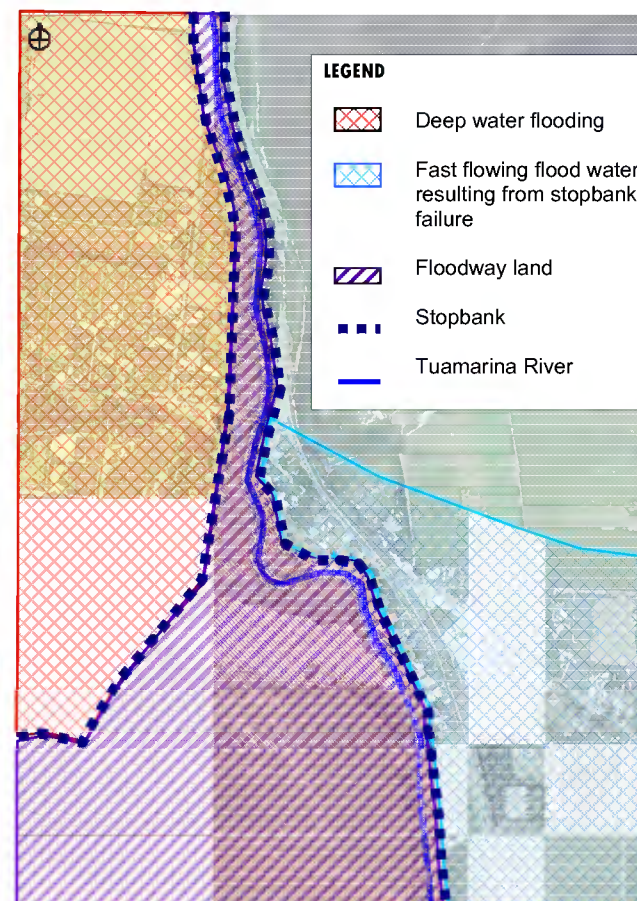 LEGEND
Deep water flooding
Fast flowing flood water
resulting from stopbank
failure
Floodway land
Stopbank
Tuamarina River